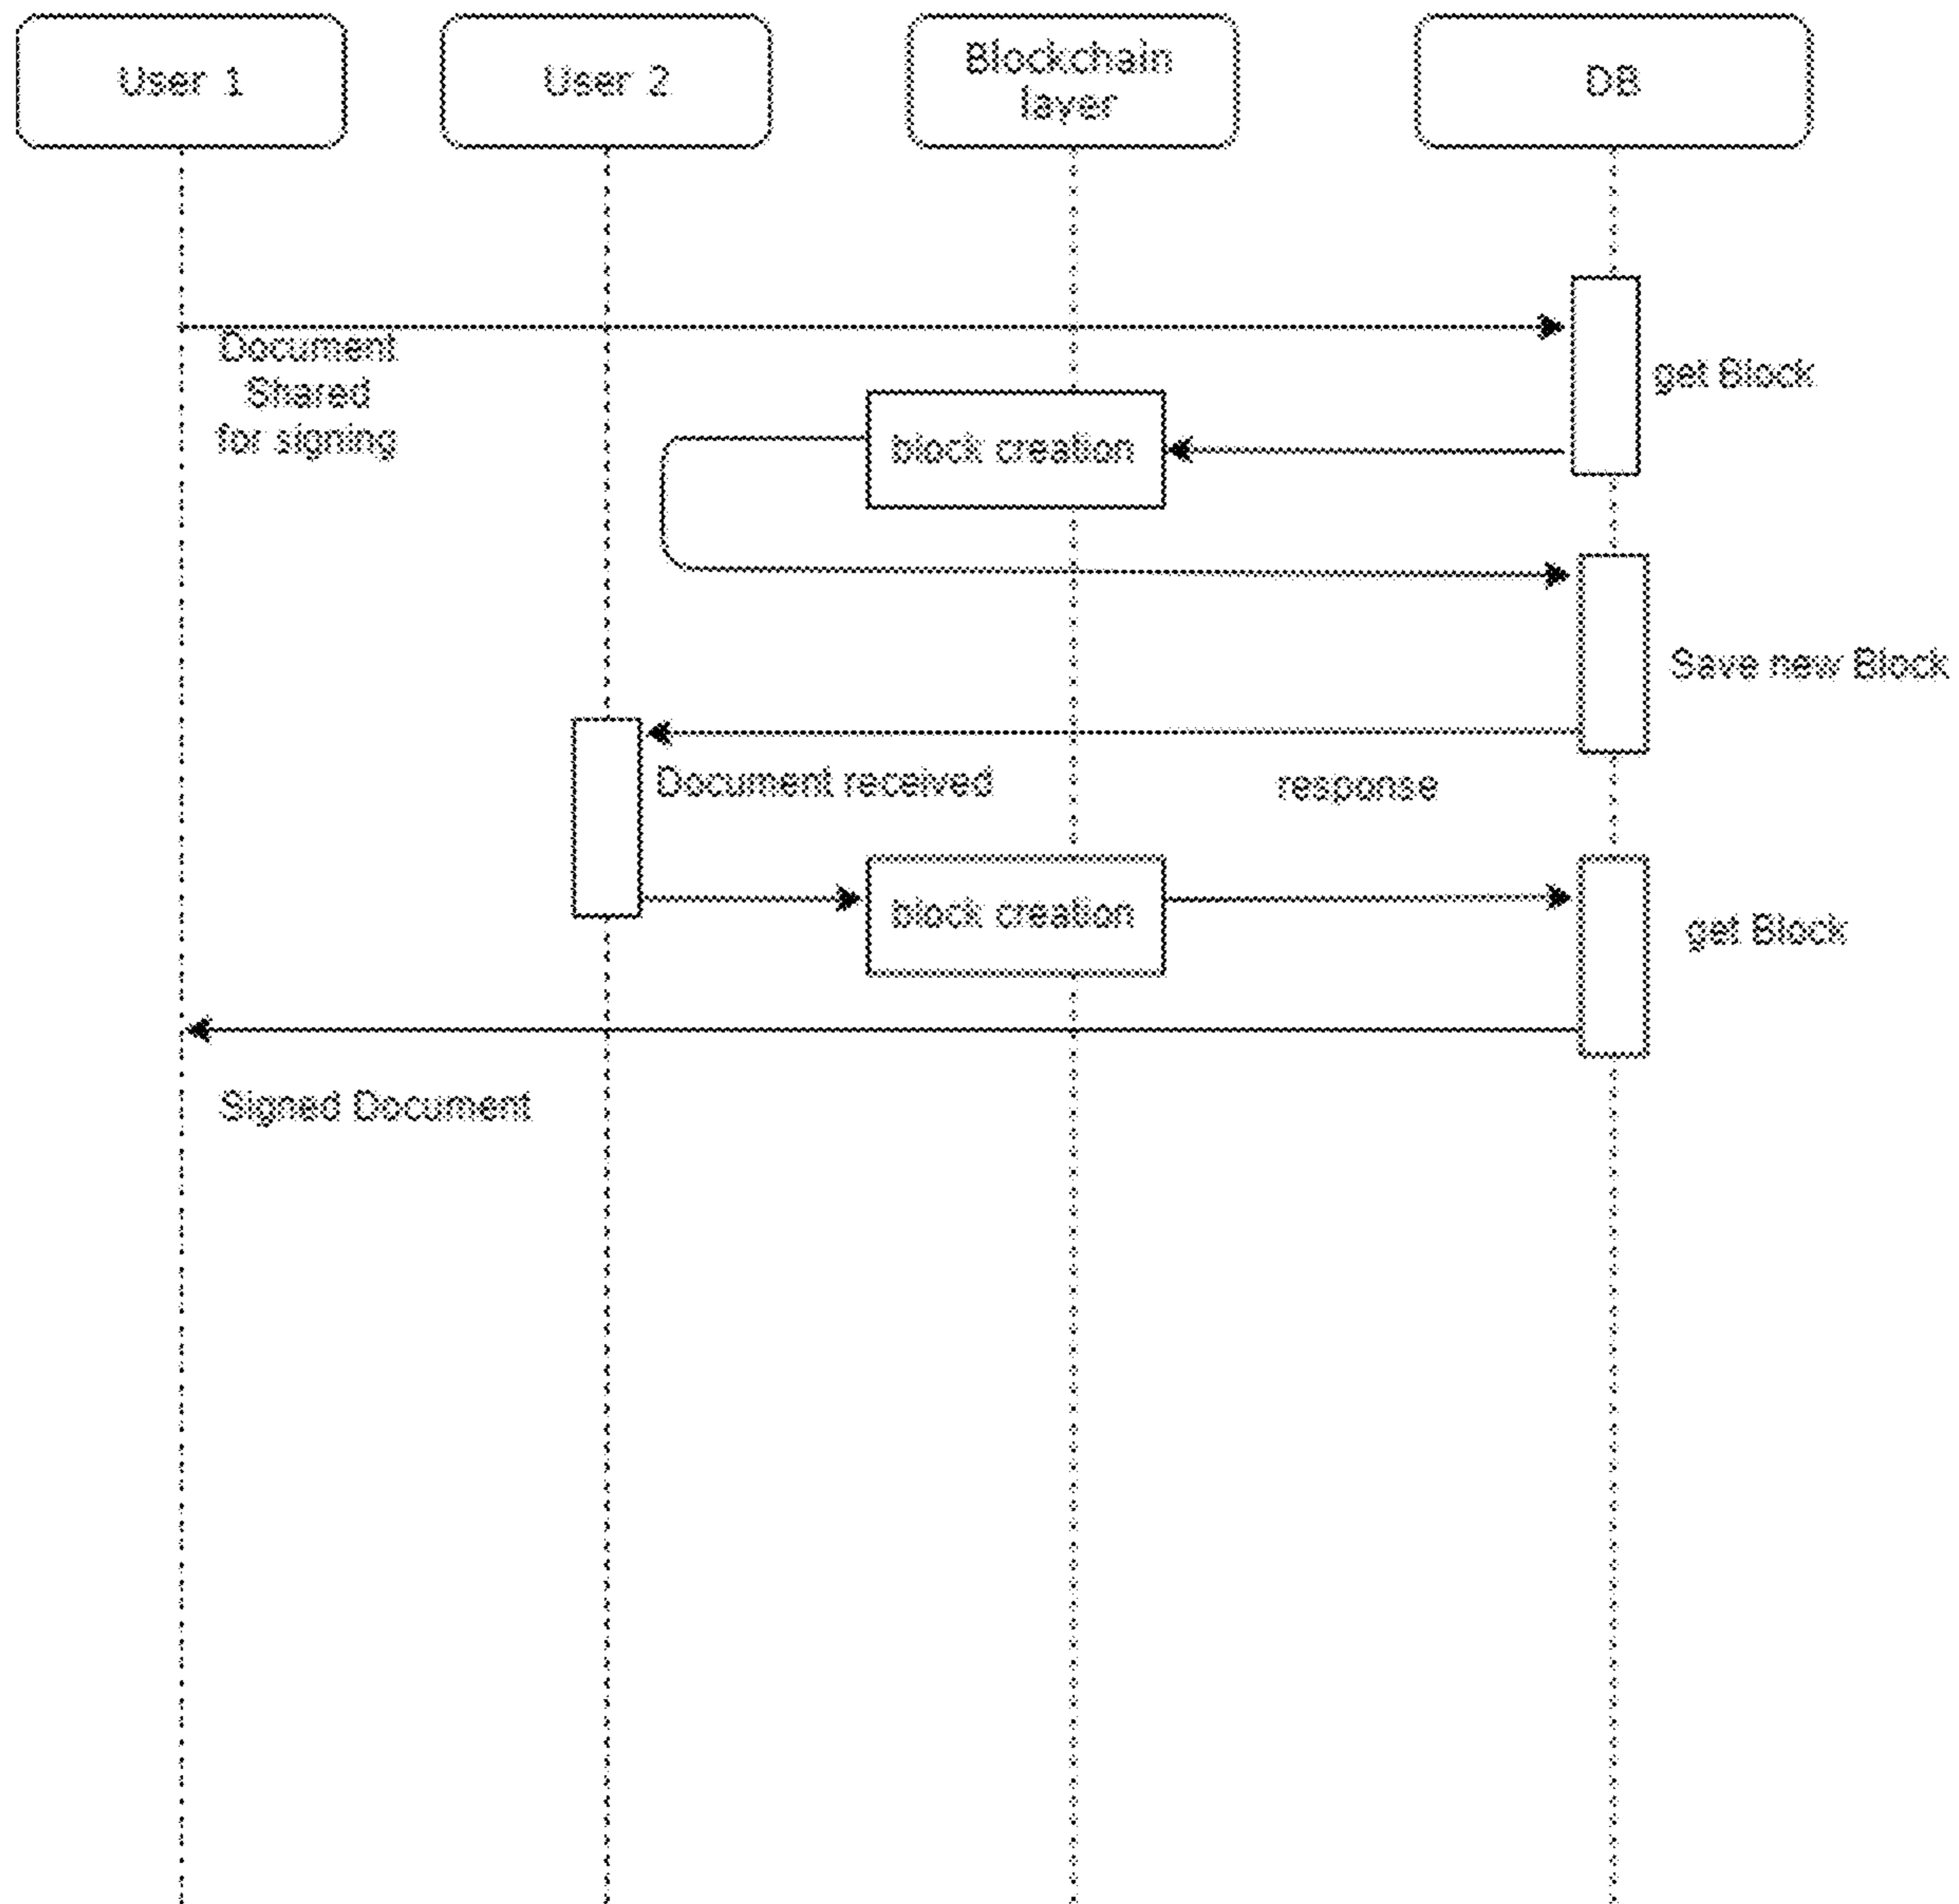 User 1
User 2
Blockchain
layer
DB
Document
Shared
for signing
get Block
block creation
Save new Block
Document received
response
block creation
get Block
Signed Document